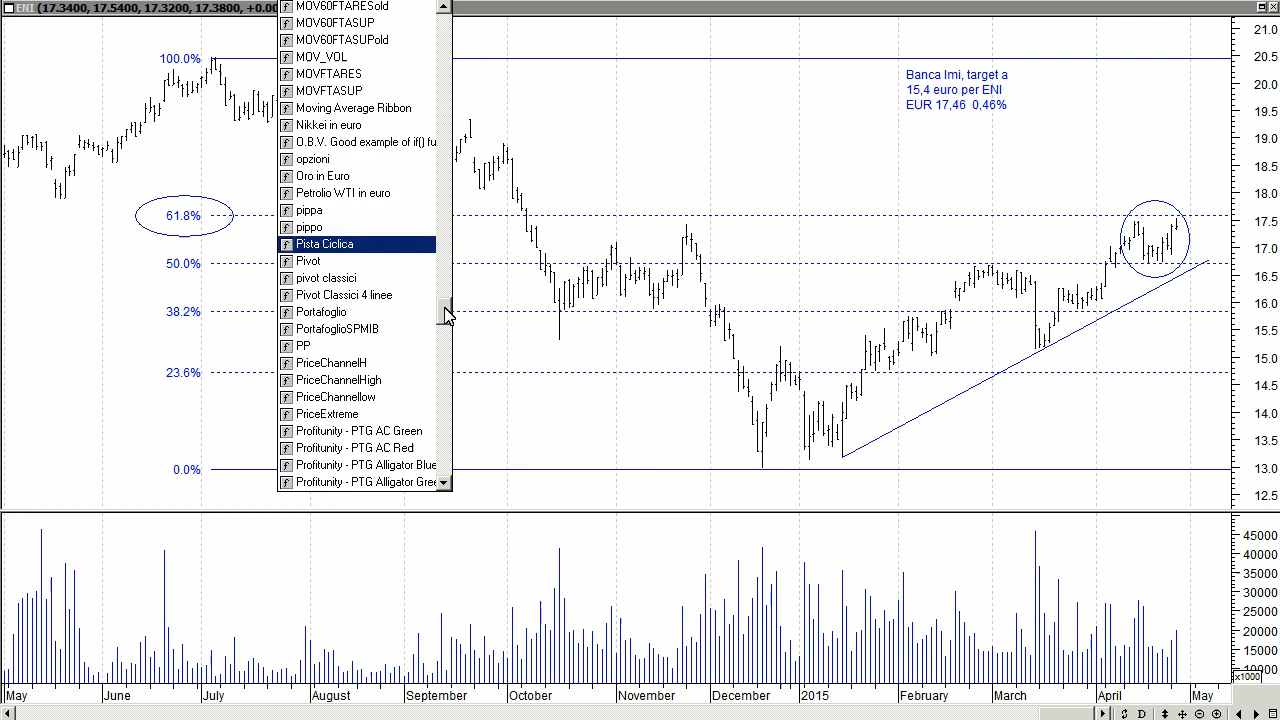 ENI (17.3400, 17.5400, 17.3200, 17.3800, +0.00
MOV60FTARESold
MOV60FTASUP
MOV60FTASUPold
MOV_VOL
MOVFTARES
MOVFTASUP
Moving Average Ribbon
Nikkei in euro
O.B.V. Good example of if() fu
opzioni
Oro in Euro
Petrolio WTI in euro
pippa
pippo
Pista Ciclica
Pivot
pivot classici
Pivot Classici 4 linee
Portafoglio
PortafoglioSPMIB
PP
PriceChannelH
PriceChannelHigh
PriceChannellow
PriceExtreme
Profitunity - PTG AC Green
Profitunity - PTG AC Red
Profitunity - PTG Alligator Blue
Profitunity - PTG Alligator Gree
100.0%
61.8%
50.0%
38.2%
23.6%
0.0%
Banca Imi, target a
15,4 euro per ENI
EUR 17,46 0,46%
21.0
20.5
20.0
19.5
19.0
18.5
18.0
17.5
17.0
16.5
16.0
15.5
15.0
14.5
14.0
13.5
13.0
12.5
45000
40000
35000
30000
25000
20000
15000
10000
x1000
May June July August September October November December 2015 February March April May
D